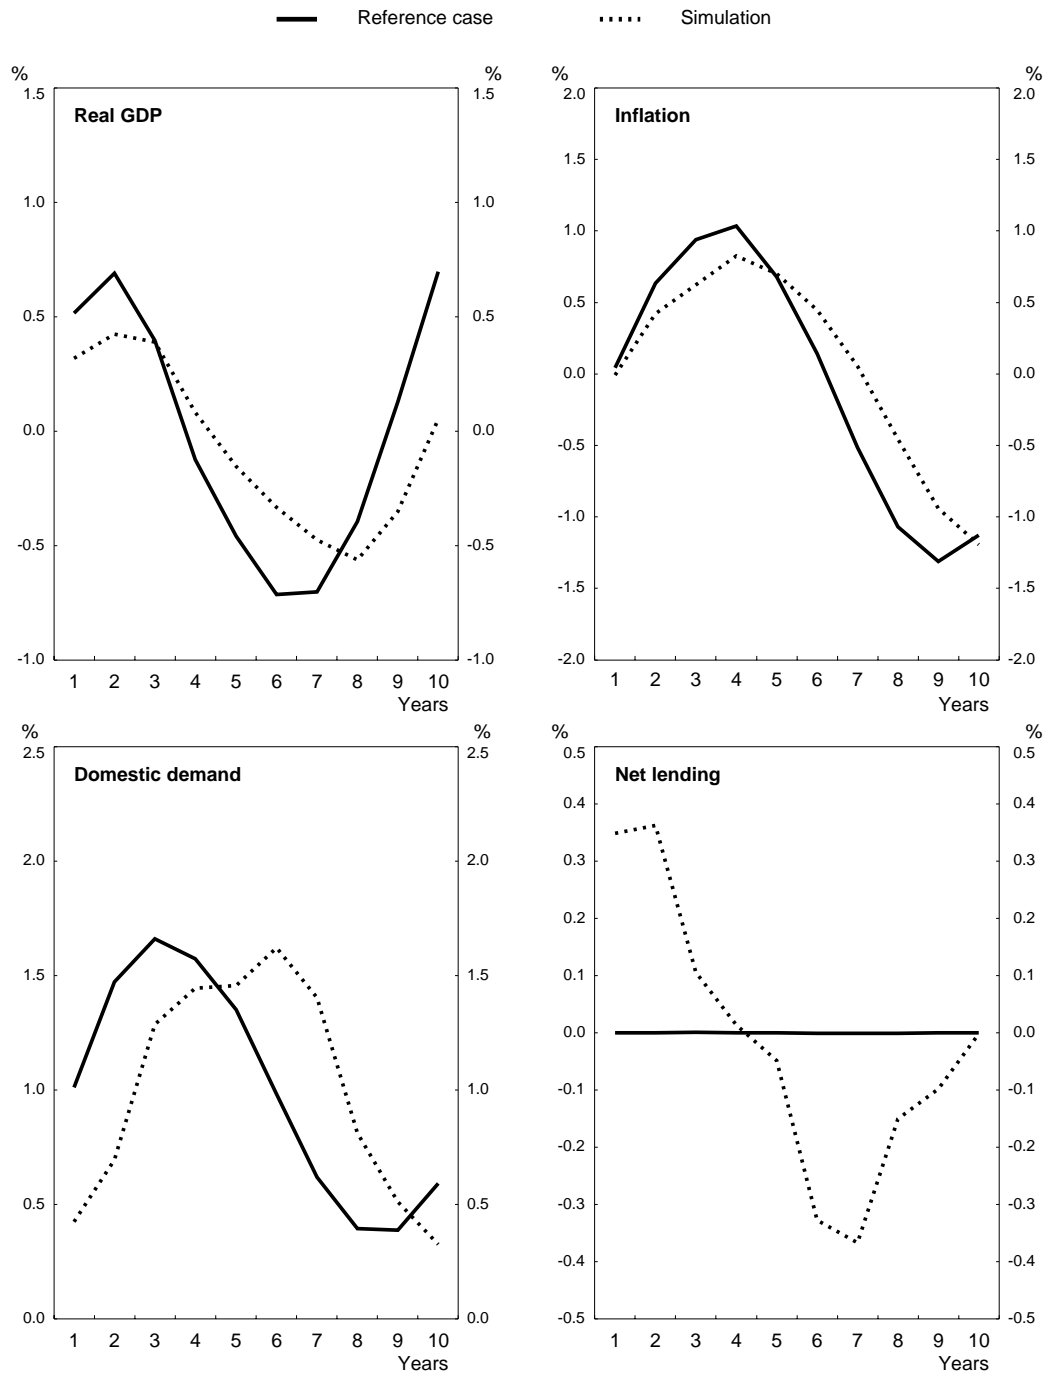 Reference case Simulation
% % % %
1.5 1.5 2.0 2.0
Real GDP Inflation
1.5 1.5
1.0 1.0
1.0 1.0
0.5 0.5 0.5 0.5
0.0 0.0
0.0 0.0
-0.5 -0.5
-0.5 -0.5 -1.0 -1.0
-1.5 -1.5
-1.0 -1.0 -2.0 -2.0
1 2 3 4 5 6 7 8 9 10 1 2 3 4 5 6 7 8 9 10
Years Years
% % % %
2.5 2.5 0.5 0.5
Domestic demand Net lending
0.4 0.4
2.0 2.0 0.3 0.3
0.2 0.2
1.5 1.5 0.1 0.1
0.0 0.0
1.0 1.0 -0.1 -0.1
-0.2 -0.2
0.5 0.5 -0.3 -0.3
-0.4 -0.4
0.0 0.0 -0.5 -0.5
1 2 3 4 5 6 7 8 9 10 1 2 3 4 5 6 7 8 9 10
Years Years